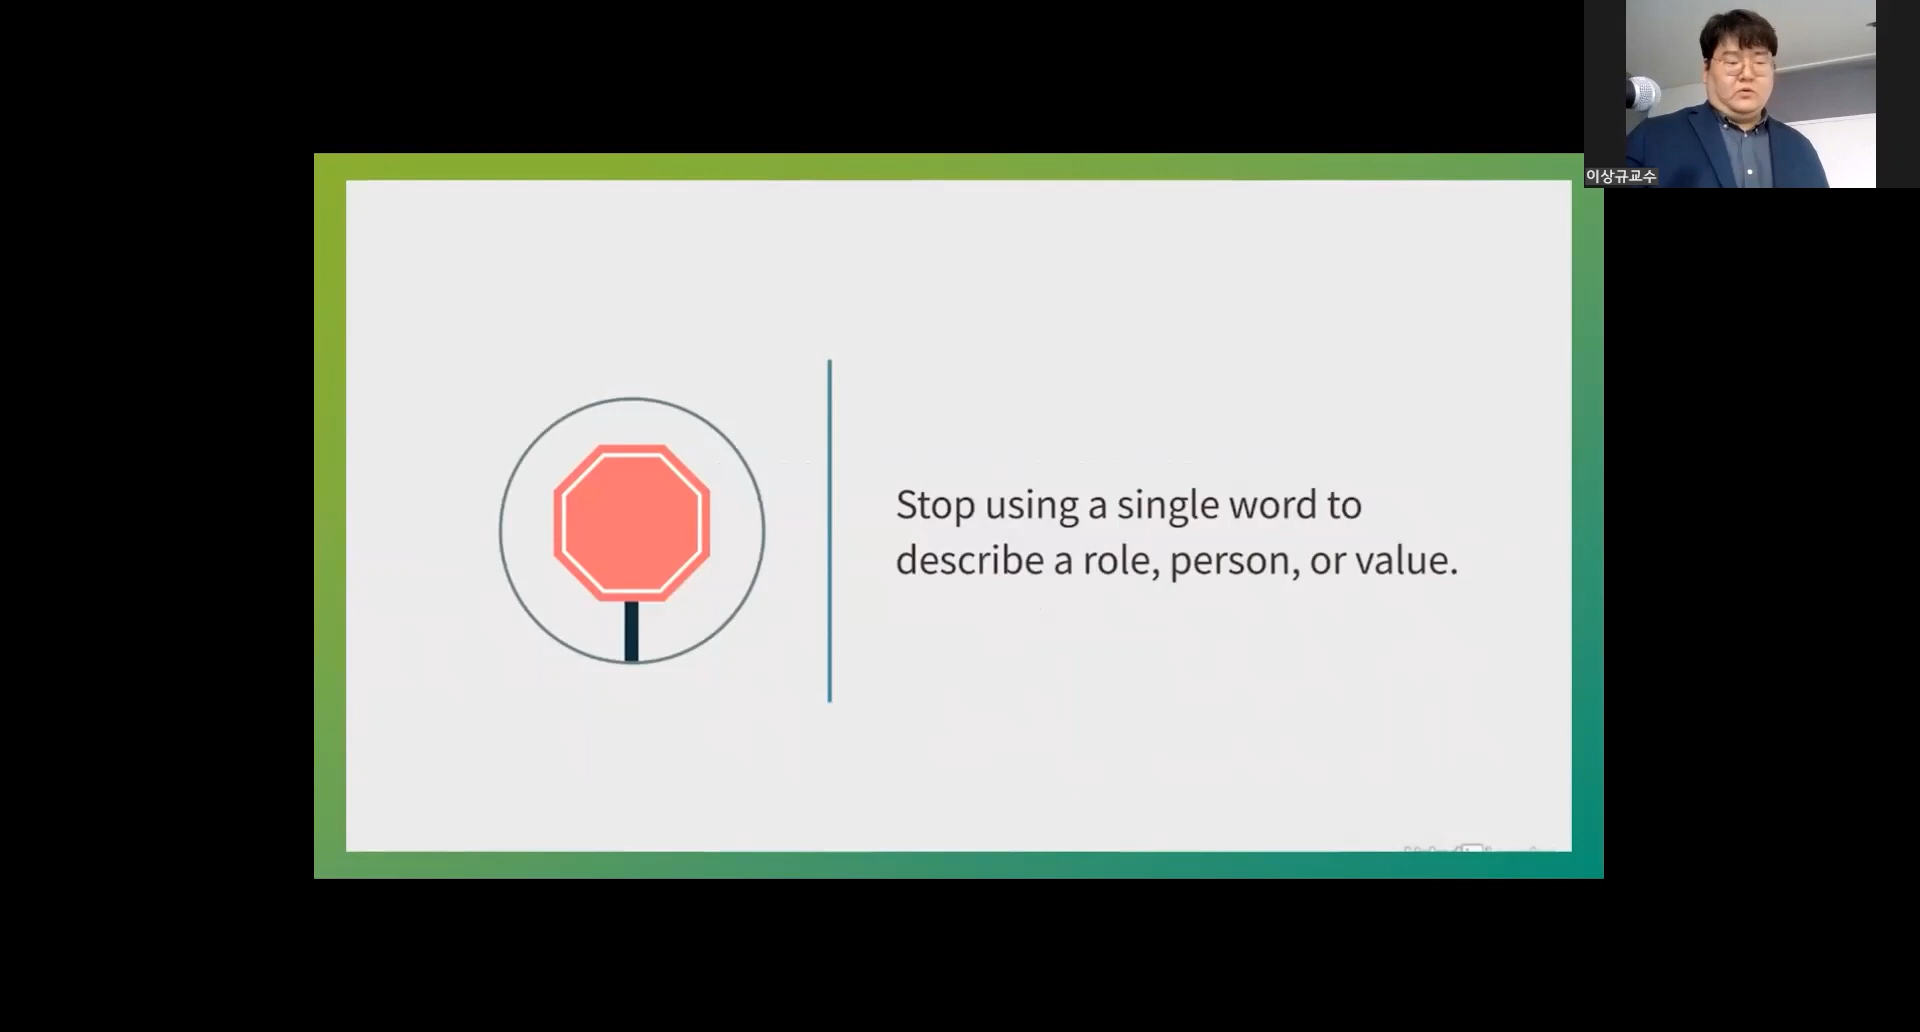 이상규교수
Stop using a single word to
describe a role, person, or value.